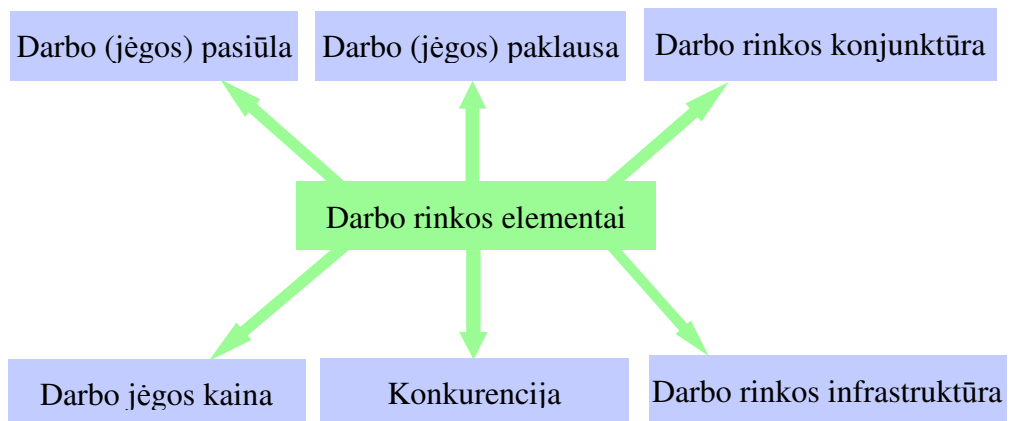 Darbo (jėgos) pasiūla
Darbo (jėgos) paklausa
Darbo rinkos konjunktūra
Darbo rinkos elementai
Darbo jėgos kaina
Konkurencija
Darbo rinkos infrastruktūra